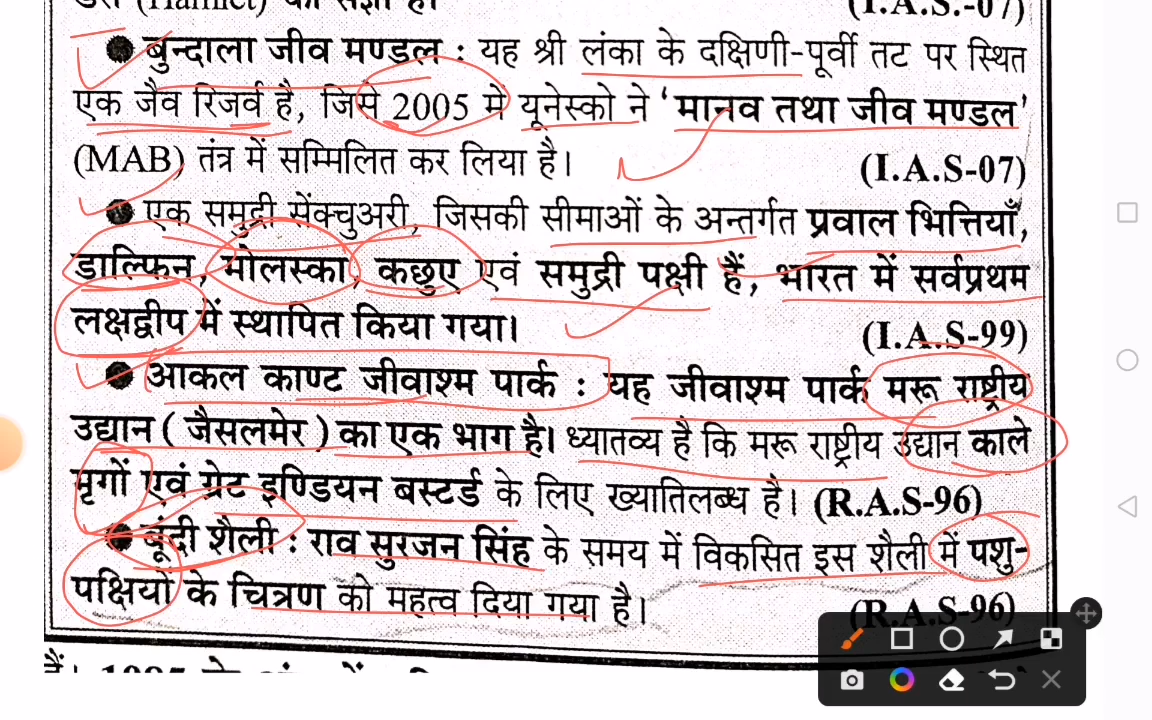 (I.A.S.-07)
● बुन्दाला जीव मण्डल : यह श्री लंका के दक्षिणी-पूर्वी तट पर स्थित
एक जैव रिजर्व है, जिसे 2005 में यूनेस्को ने ‘मानव तथा जीव मण्डल’
(MAB) तंत्र में सम्मिलित कर लिया है। (I.A.S-07)
● एक समुद्री सेंक्चुअरी, जिसकी सीमाओं के अन्तर्गत प्रवाल भित्तियाँ,
डाल्फिन, मोलस्का, कछुए एवं समुद्री पक्षी हैं, भारत में सर्वप्रथम
लक्षद्वीप में स्थापित किया गया। (I.A.S-99)
● आकल काण्ट जीवाश्म पार्क : यह जीवाश्म पार्क मरू राष्ट्रीय
उद्यान ( जैसलमेर ) का एक भाग है। ध्यातव्य है कि मरू राष्ट्रीय उद्यान काले
मृगों एवं ग्रेट इण्डियन बस्टर्ड के लिए ख्यातिलब्ध है। (R.A.S-96)
● बूंदी शैली : राव सुरजन सिंह के समय में विकसित इस शैली में पशु-
पक्षियों के चित्रण को महत्व दिया गया है। (R.A.S-96)